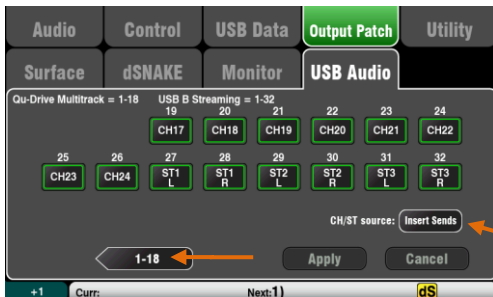 Audio Control USB Data Output Patch Utility
Surface dSNAKE Monitor USB Audio
Qu-Drive Multitrack = 1-18 USB B Streaming = 1-32
19 20 21 22 23 24
CH17 CH18 CH19 CH20 CH21 CH22
25 26 27 28 29 30 31 32
CH23 CH24 ST1 L ST1 R ST2 L ST2 R ST3 L ST3 R
CH/ST source: Insert Sends
1-18 Apply Cancel
+1 Curr: Next:1) dS